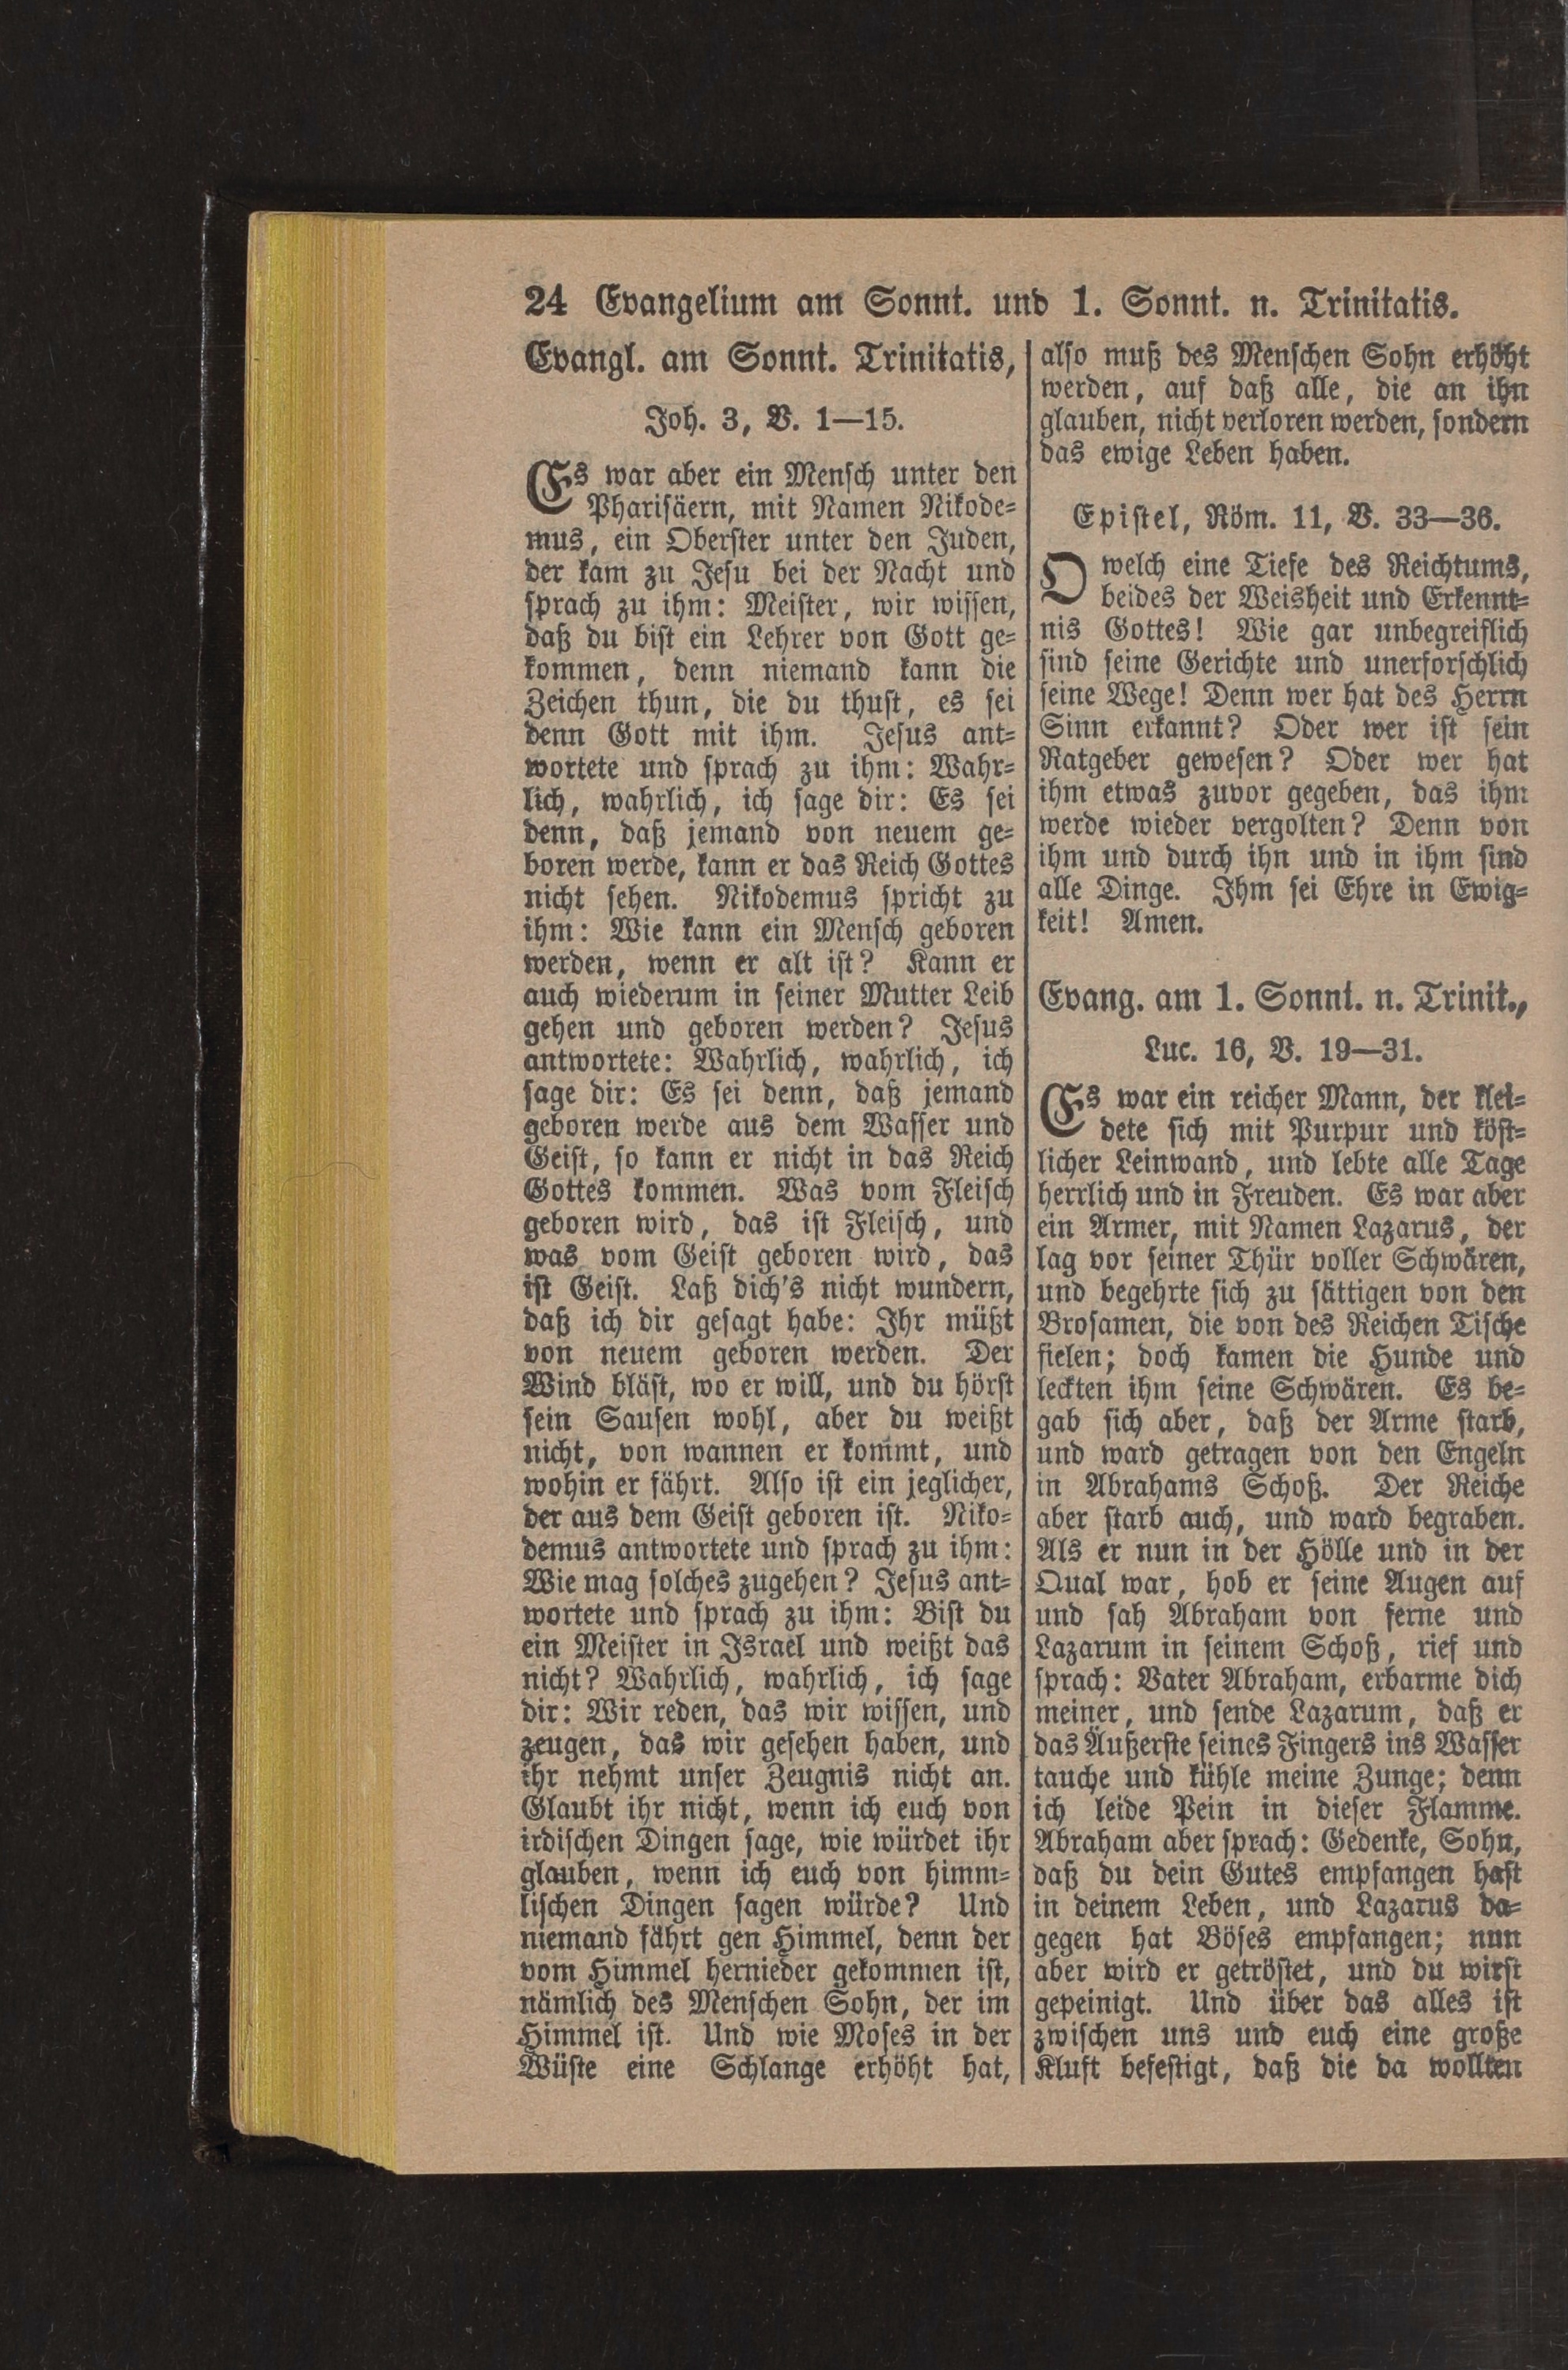 24 Evangelium am Sonnt. und 1. Sonnt. n. Trinitatis.
Evangl. am Sonnt. Trinitatis,
Joh. 3, V. 1—15.
Es war aber ein Mensch unter den
Pharisäern, mit Namen Nikode-
mus, ein Oberster unter den Juden,
der kam zu Jesu bei der Nacht und
sprach zu ihm: Meister, wir wissen,
daß du bist ein Lehrer von Gott ge-
kommen, denn niemand kann die
Zeichen thun, die du thust, es sei
denn Gott mit ihm. Jesus ant-
wortete und sprach zu ihm: Wahr-
lich, wahrlich, ich sage dir: Es sei
denn, daß jemand von neuem ge-
boren werde, kann er das Reich Gottes
nicht sehen. Nikodemus spricht zu
ihm: Wie kann ein Mensch geboren
werden, wenn er alt ist? Kann er
auch wiederum in seiner Mutter Leib
gehen und geboren werden? Jesus
antwortete: Wahrlich, wahrlich, ich
sage dir: Es sei denn, daß jemand
geboren werde aus dem Wasser und
Geist, so kann er nicht in das Reich
Gottes kommen. Was vom Fleisch
geboren wird, das ist Fleisch, und
was vom Geist geboren wird, das
ist Geist. Laß dich's nicht wundern,
daß ich dir gesagt habe: Ihr müßt
von neuem geboren werden. Der
Wind bläst, wo er will, und du hörst
sein Sausen wohl, aber du weißt
nicht, von wannen er kommt, und
wohin er fährt. Also ist ein jeglicher,
der aus dem Geist geboren ist. Niko-
demus antwortete und sprach zu ihm:
Wie mag solches zugehen? Jesus ant-
wortete und sprach zu ihm: Bist du
ein Meister in Israel und weißt das
nicht? Wahrlich, wahrlich, ich sage
dir: Wir reden, das wir wissen, und
zeugen, das wir gesehen haben, und
ihr nehmt unser Zeugnis nicht an.
Glaubt ihr nicht, wenn ich euch von
irdischen Dingen sage, wie würdet ihr
glauben, wenn ich euch von himm-
lischen Dingen sagen würde? Und
niemand fährt gen Himmel, denn der
vom Himmel hernieder gekommen ist,
nämlich des Menschen Sohn, der im
Himmel ist. Und wie Moses in der
Wüste eine Schlange erhöht hat,
also muß des Menschen Sohn erhöht
werden, auf daß alle, die an ihn
glauben, nicht verloren werden, sondern
das ewige Leben haben.
Epistel, Röm. 11, V. 33—36.
O welch eine Tiefe des Reichtums,
beides der Weisheit und Erkennt-
nis Gottes! Wie gar unbegreiflich
sind seine Gerichte und unerforschlich
seine Wege! Denn wer hat des Herrn
Sinn erkannt? Oder wer ist sein
Ratgeber gewesen? Oder wer hat
ihm etwas zuvor gegeben, das ihm
werde wieder vergolten? Denn von
ihm und durch ihn und in ihm sind
alle Dinge. Ihm sei Ehre in Ewig-
keit! Amen.
Evang. am 1. Sonnt. n. Trinit.,
Luc. 16, V. 19—31.
Es war ein reicher Mann, der klei-
dete sich mit Purpur und köst-
licher Leinwand, und lebte alle Tage
herrlich und in Freuden. Es war aber
ein Armer, mit Namen Lazarus, der
lag vor seiner Thür voller Schwären,
und begehrte sich zu sättigen von den
Brosamen, die von des Reichen Tische
fielen; doch kamen die Hunde und
leckten ihm seine Schwären. Es be-
gab sich aber, daß der Arme starb,
und ward getragen von den Engeln
in Abrahams Schoß. Der Reiche
aber starb auch, und ward begraben.
Als er nun in der Hölle und in der
Qual war, hob er seine Augen auf
und sah Abraham von ferne und
Lazarum in seinem Schoß, rief und
sprach: Vater Abraham, erbarme dich
meiner, und sende Lazarum, daß er
das Äußerste seines Fingers ins Wasser
tauche und kühle meine Zunge; denn
ich leide Pein in dieser Flamme.
Abraham aber sprach: Gedenke, Sohn,
daß du dein Gutes empfangen hast
in deinem Leben, und Lazarus da-
gegen hat Böses empfangen; nun
aber wird er getröstet, und du wirst
gepeinigt. Und über das alles ist
zwischen uns und euch eine große
Kluft befestigt, daß die da wollten